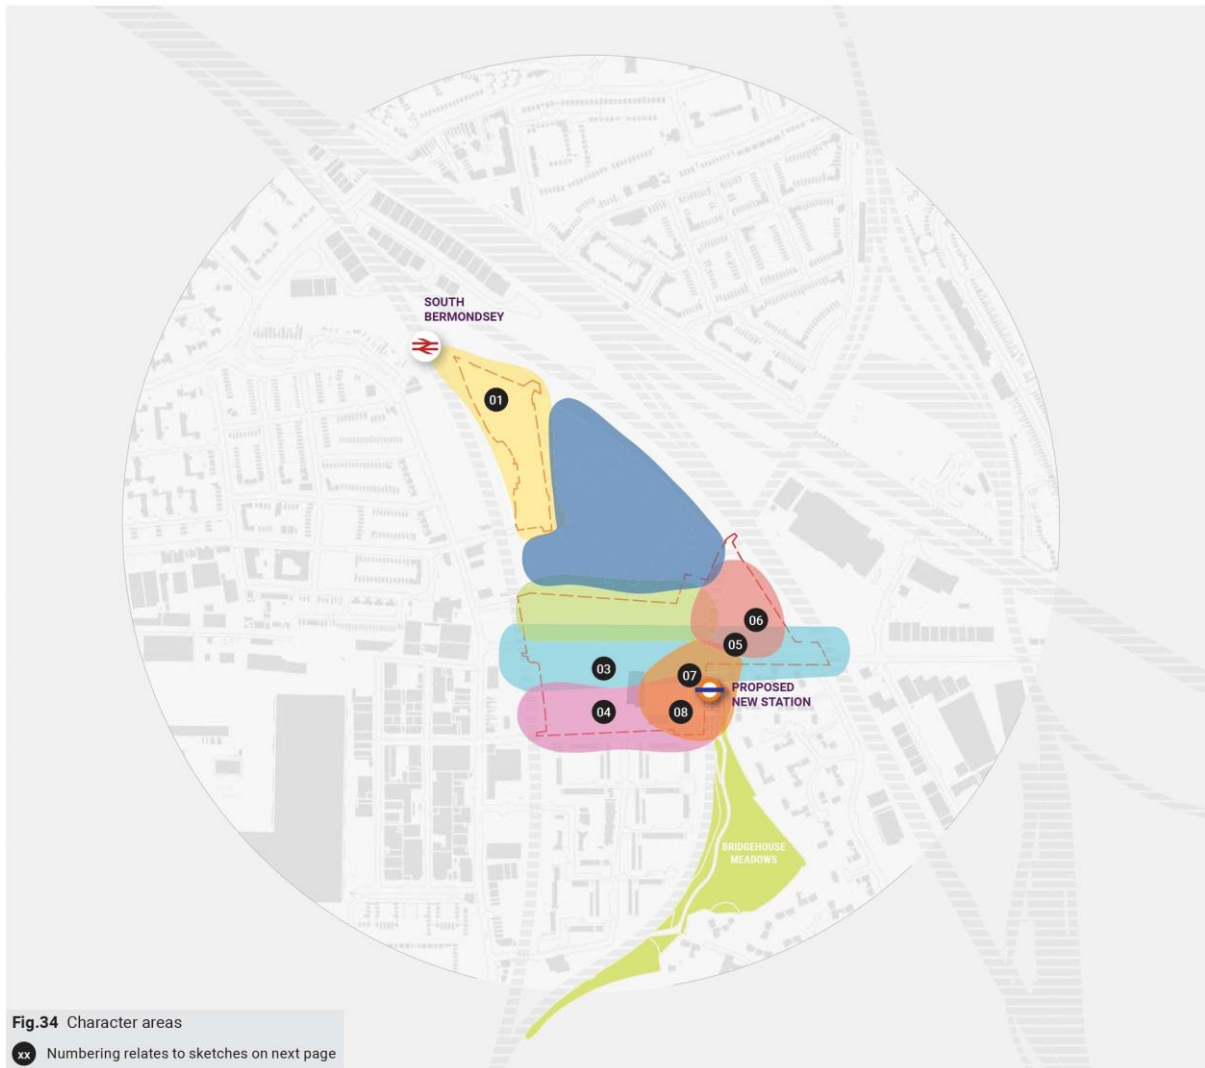 SOUTH
BERMONDSEY
01
06
05
03
07
PROPOSED
NEW STATION
04
08
BRIDGEHOUSE
MEADOWS
Fig.34 Character areas
xx Numbering relates to sketches on next page